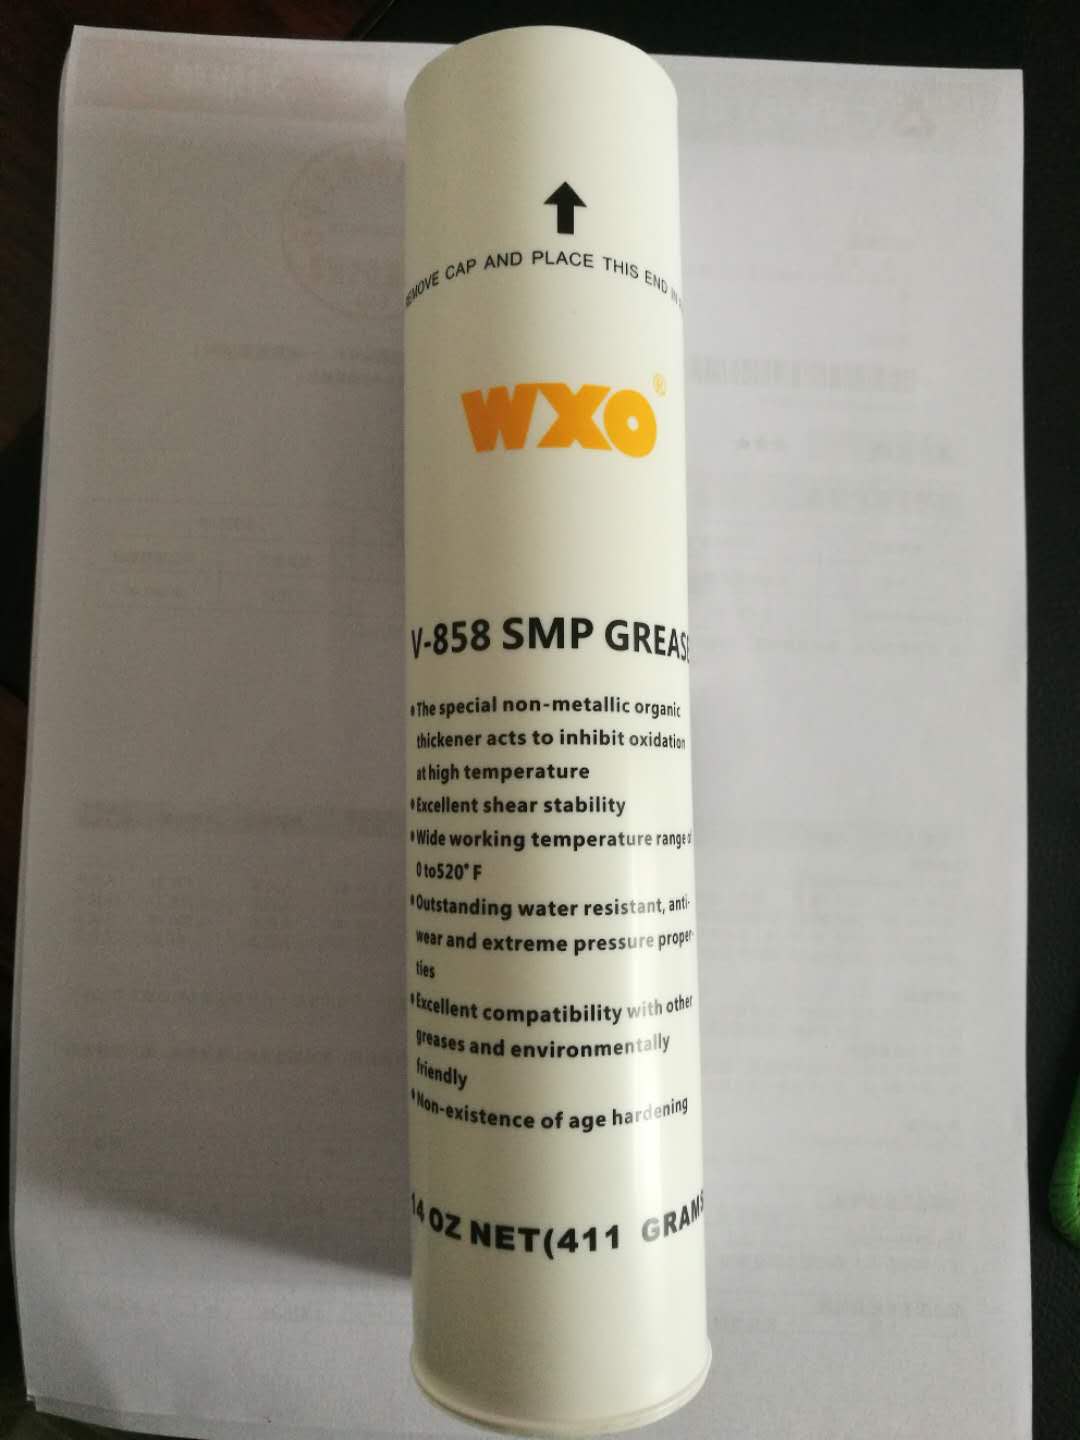 REMOVE CAP AND PLACE THIS END IN
WXO®
V-858 SMP GREASE
•The special non-metallic organic
thickener acts to inhibit oxidation
at high temperature
•Excellent shear stability
•Wide working temperature range of
0 to520°F
•Outstanding water resistant, anti-
wear and extreme pressure proper-
ties
•Excellent compatibility with other
greases and environmentally
friendly
•Non-existence of age hardening
14 OZ NET(411 GRAMS